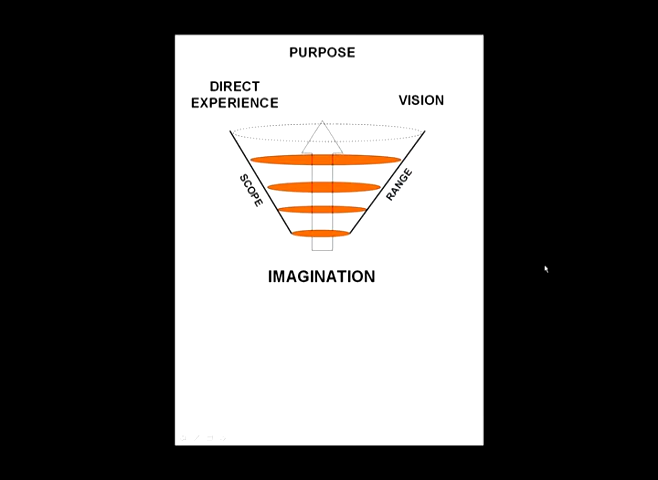 PURPOSE
DIRECT
EXPERIENCE
VISION
SCOPE
RANGE
IMAGINATION